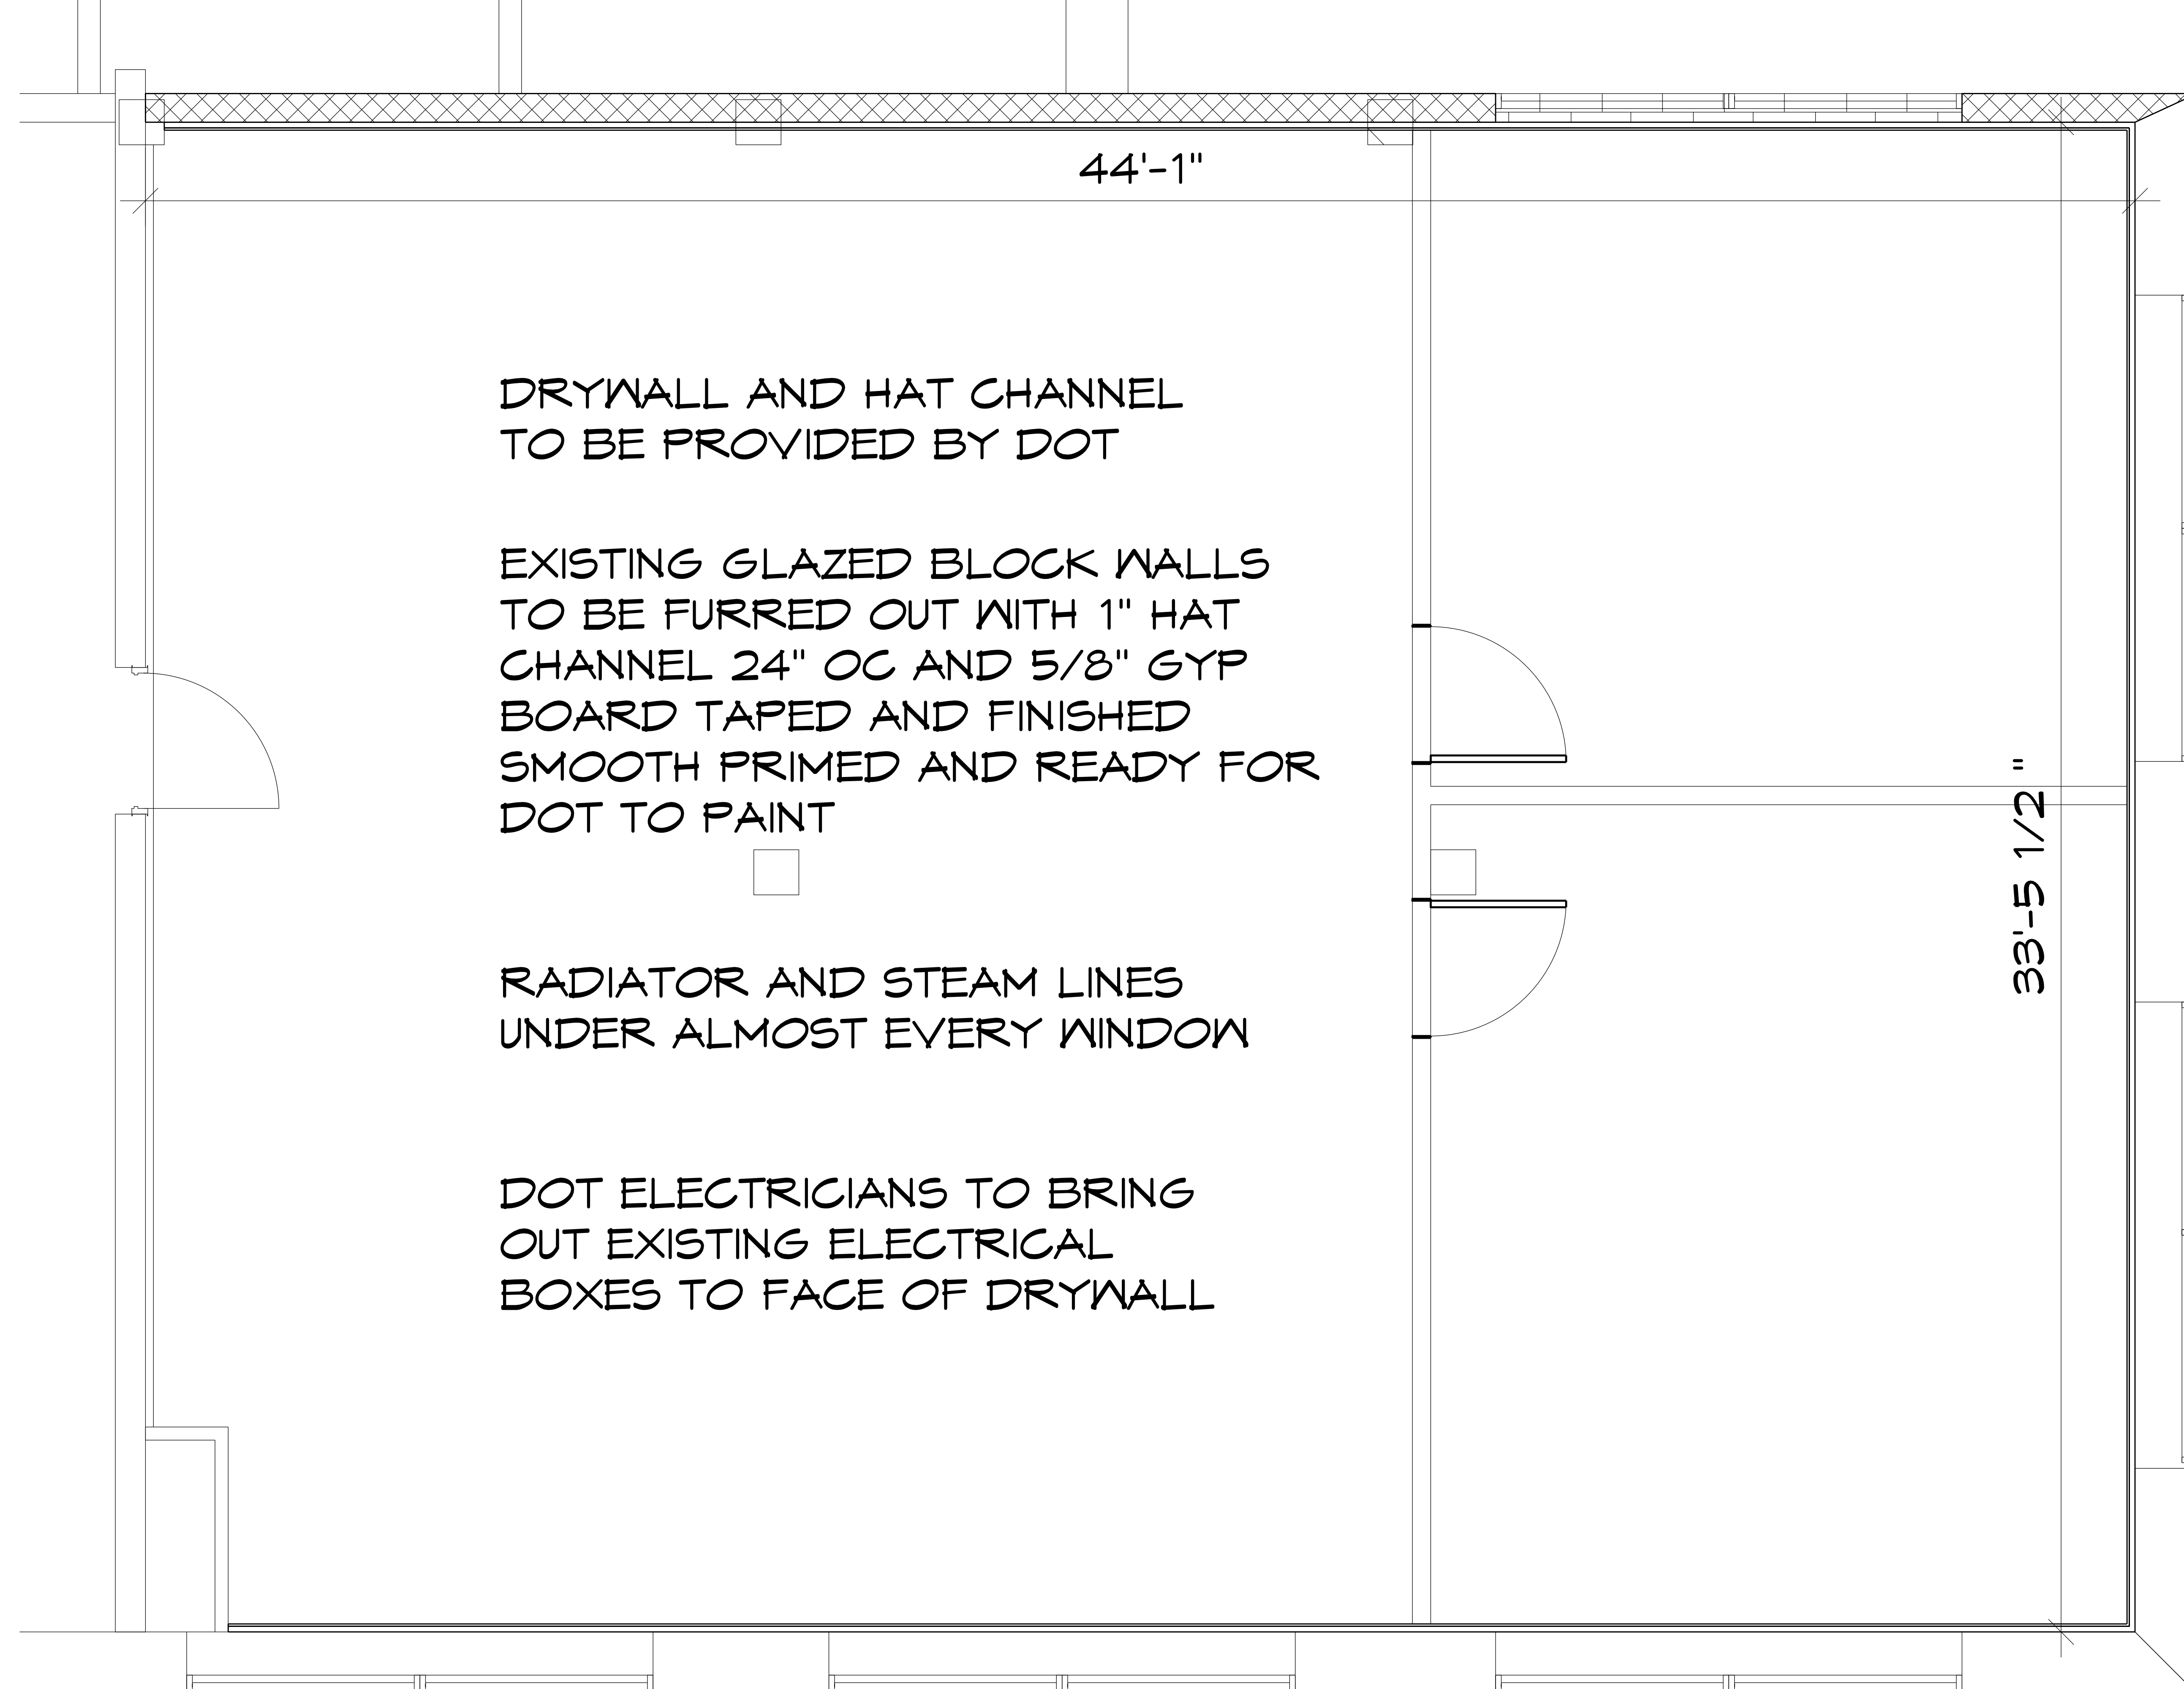 44'-1"
DRYWALL AND HAT CHANNEL
TO BE PROVIDED BY DOT
EXISTING GLAZED BLOCK WALLS
TO BE FURRED OUT WITH 1" HAT
CHANNEL 24" OC AND 5/8" GYP
BOARD TAPED AND FINISHED
SMOOTH PRIMED AND READY FOR
DOT TO PAINT
33'-5 1/2"
RADIATOR AND STEAM LINES
UNDER ALMOST EVERY WINDOW
DOT ELECTRICIANS TO BRING
OUT EXISTING ELECTRICAL
BOXES TO FACE OF DRYWALL